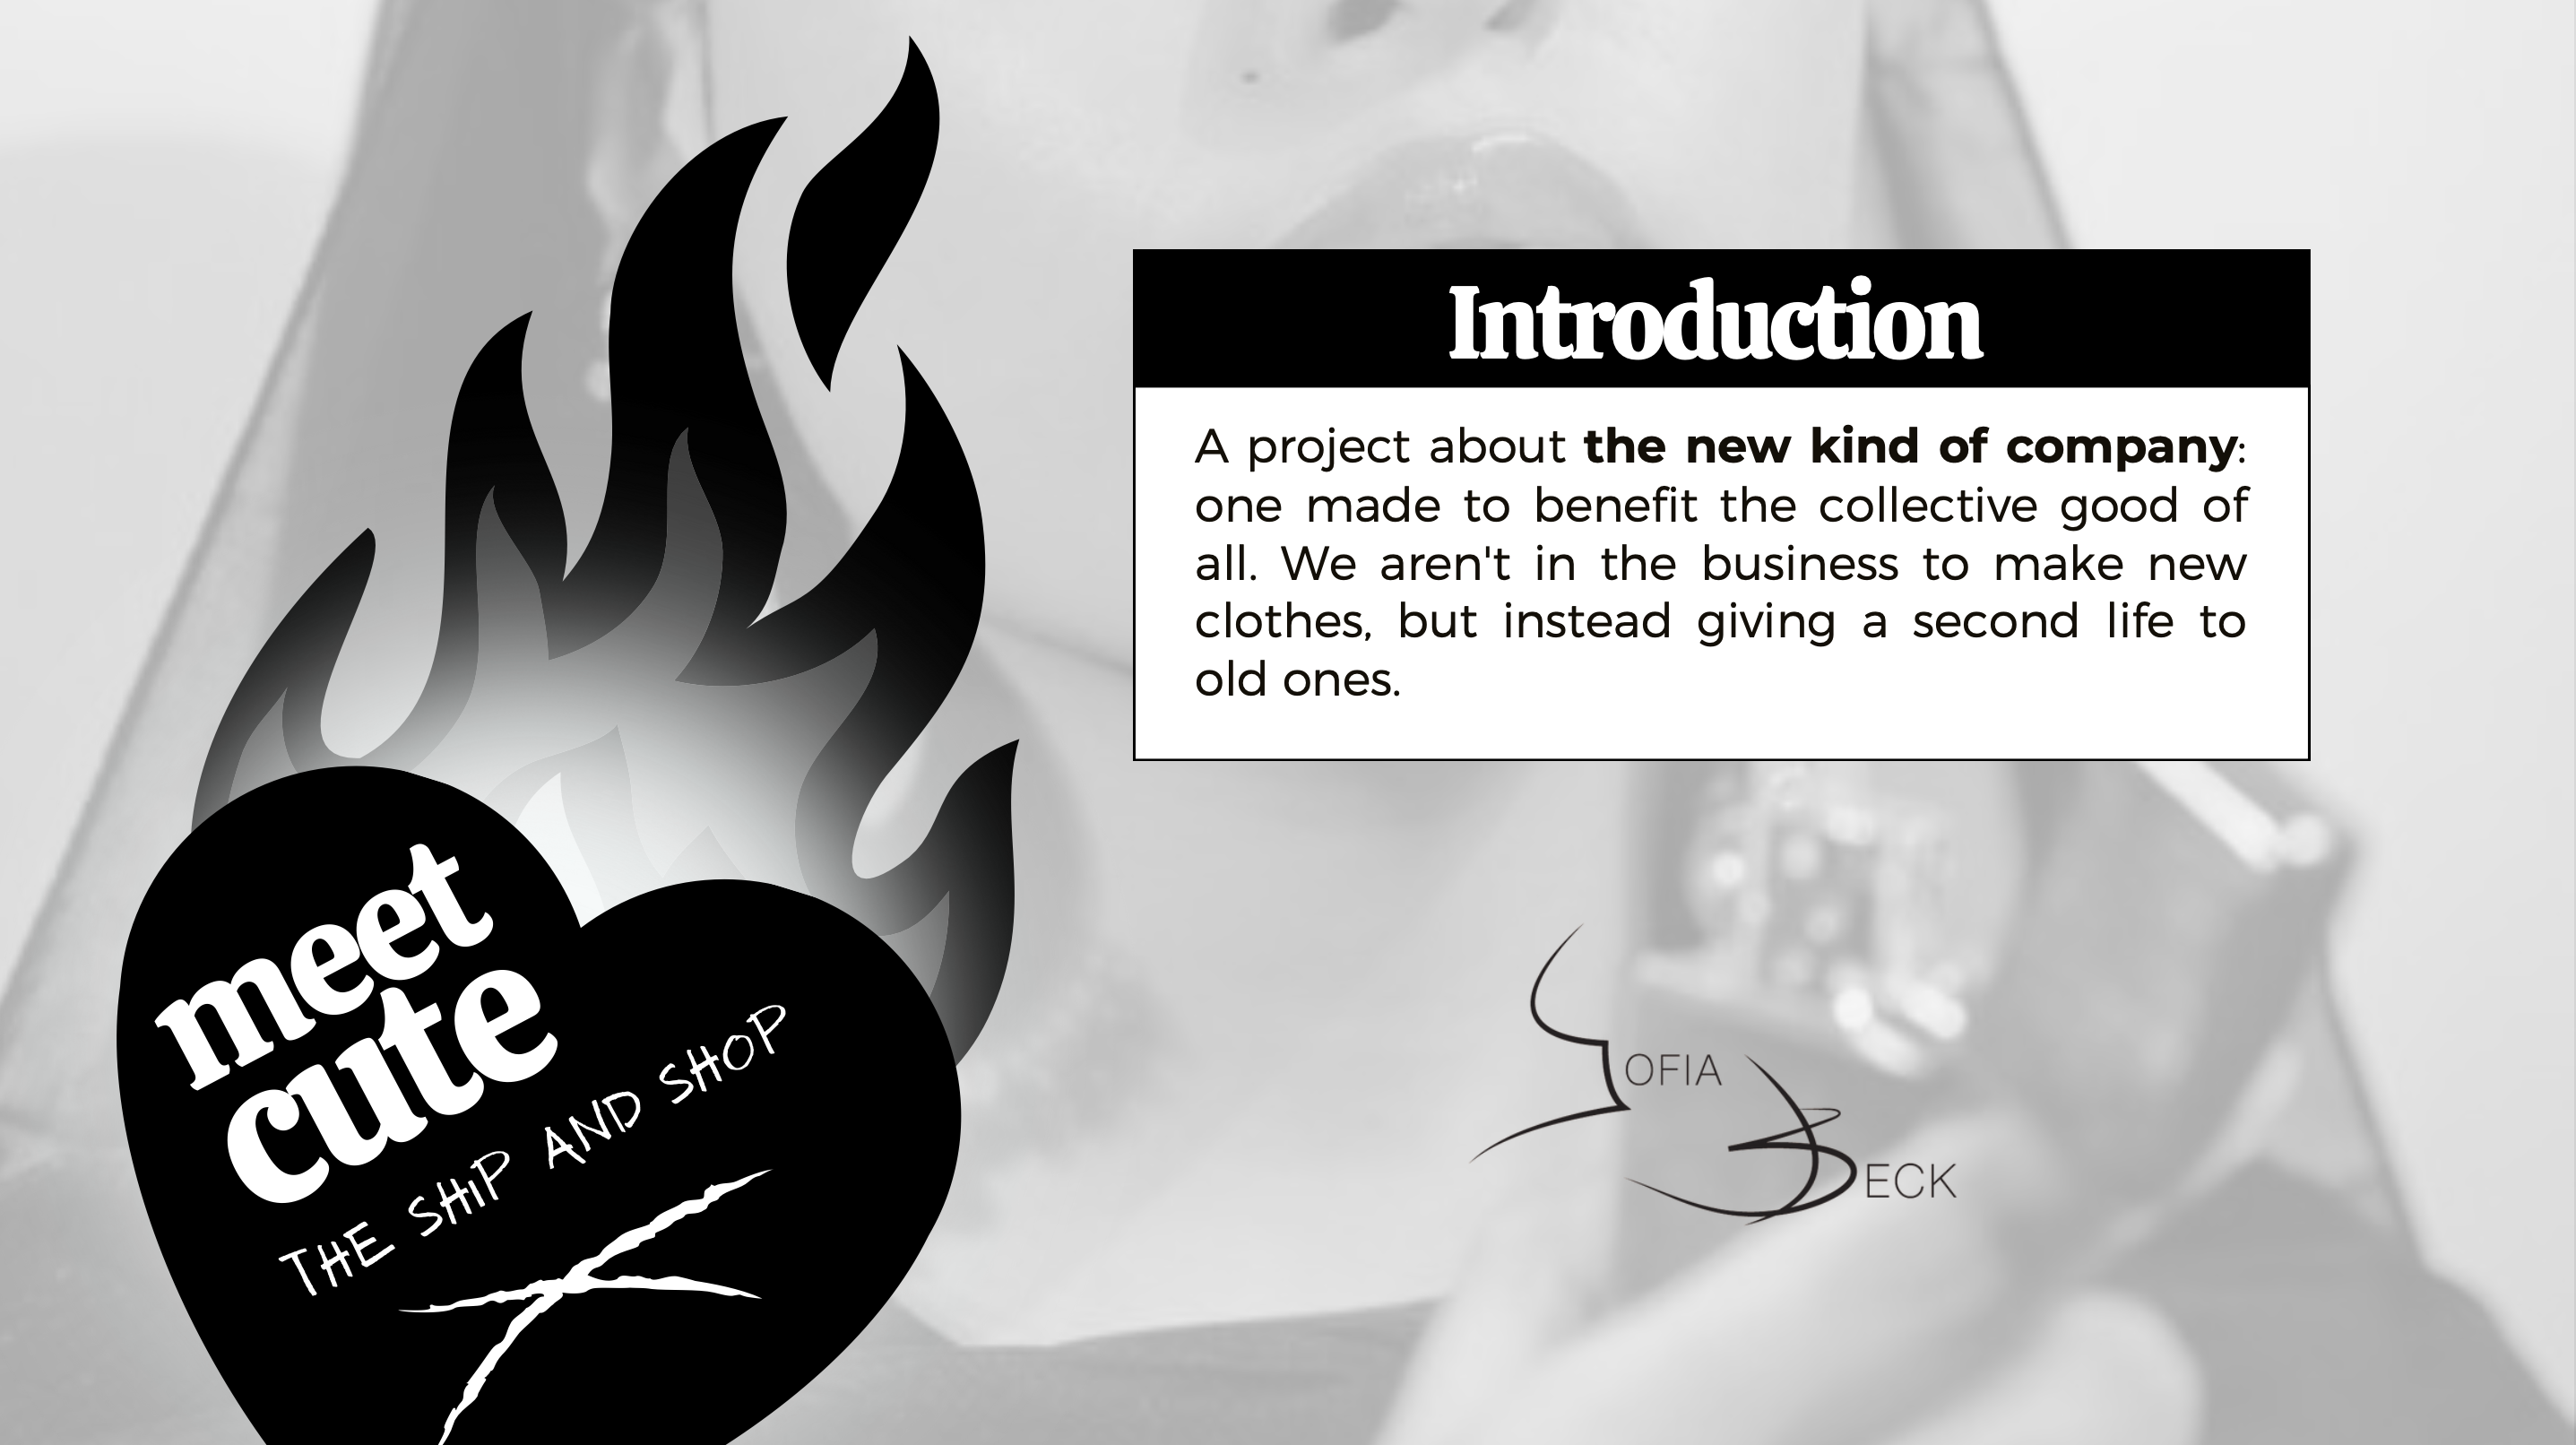 Introduction
A project about the new kind of company:
one made to benefit the collective good of
all. We aren't in the business to make new
clothes, but instead giving a second life to
old ones.
meet
cute
THE SHiP AND SHOP
SOFIA
BECK